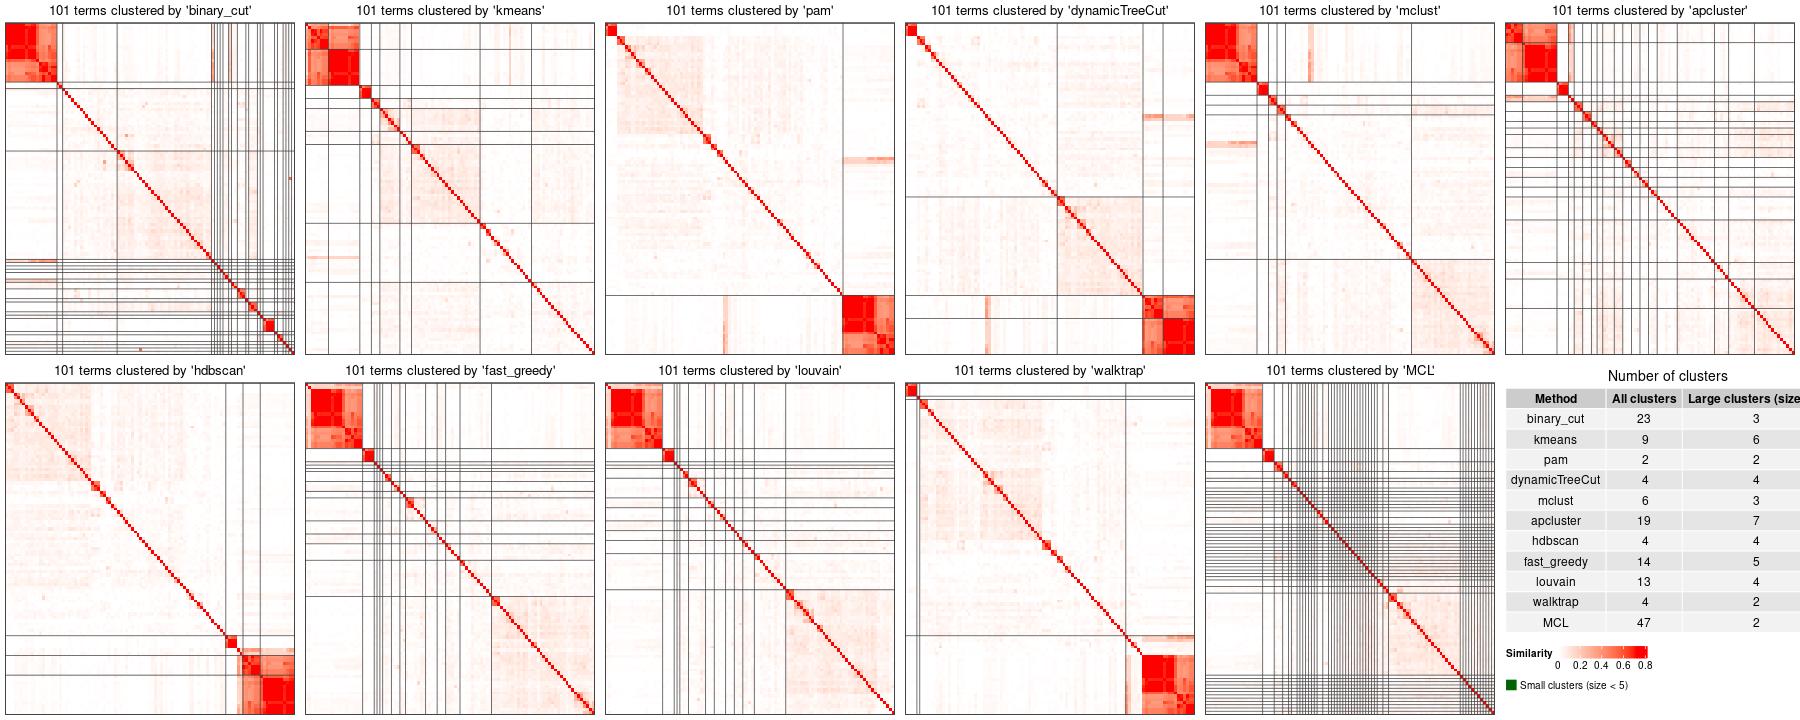 101 terms clustered by 'binary_cut'
101 terms clustered by 'kmeans'
101 terms clustered by 'pam'
101 terms clustered by 'dynamicTreeCut'
101 terms clustered by 'mclust'
101 terms clustered by 'apcluster'
101 terms clustered by 'hdbscan'
101 terms clustered by 'fast_greedy'
101 terms clustered by 'louvain'
101 terms clustered by 'walktrap'
101 terms clustered by 'MCL'
Number of clusters
Method All clusters Large clusters (size
binary_cut 23 3
kmeans 9 6
pam 2 2
dynamicTreeCut 4 4
mclust 6 3
apcluster 19 7
hdbscan 4 4
fast_greedy 14 5
louvain 13 4
walktrap 4 2
MCL 47 2
Similarity
0 0.2 0.4 0.6 0.8
Small clusters (size < 5)